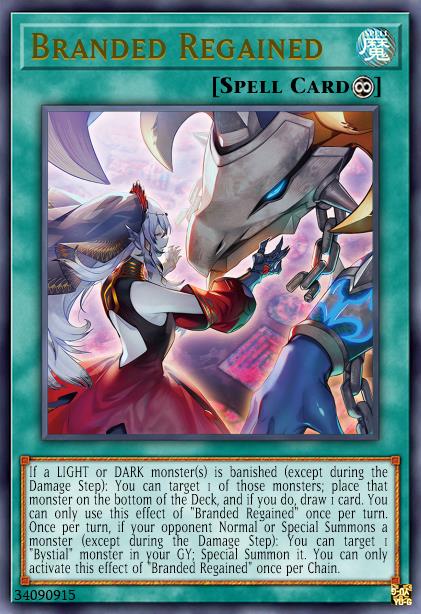 Branded Regained
SPELL
魔
[Spell Card]
If a LIGHT or DARK monster(s) is banished (except during the
Damage Step): You can target 1 of those monsters; place that
monster on the bottom of the Deck, and if you do, draw 1 card. You
can only use this effect of "Branded Regained" once per turn.
Once per turn, if your opponent Normal or Special Summons a
monster (except during the Damage Step): You can target 1
"Bystial" monster in your GY; Special Summon it. You can only
activate this effect of "Branded Regained" once per Chain.
34090915